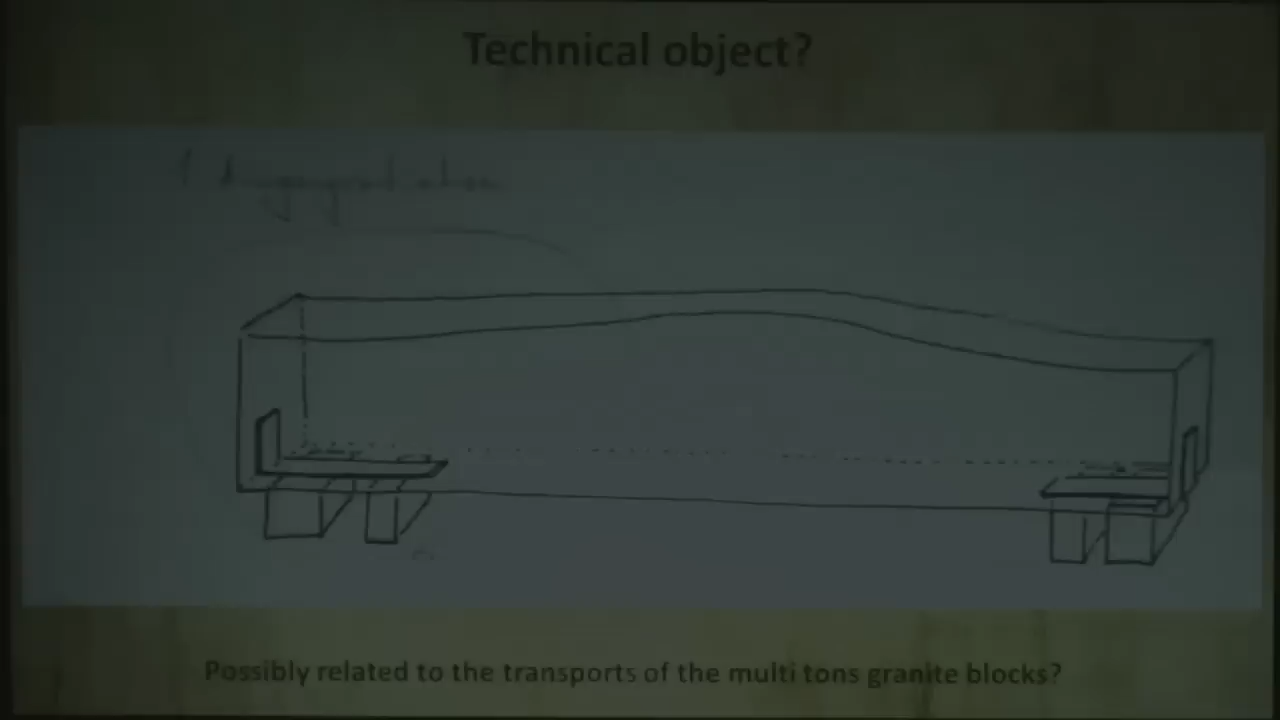 Technical object?
Possibly related to the transports of the multi tons granite blocks?